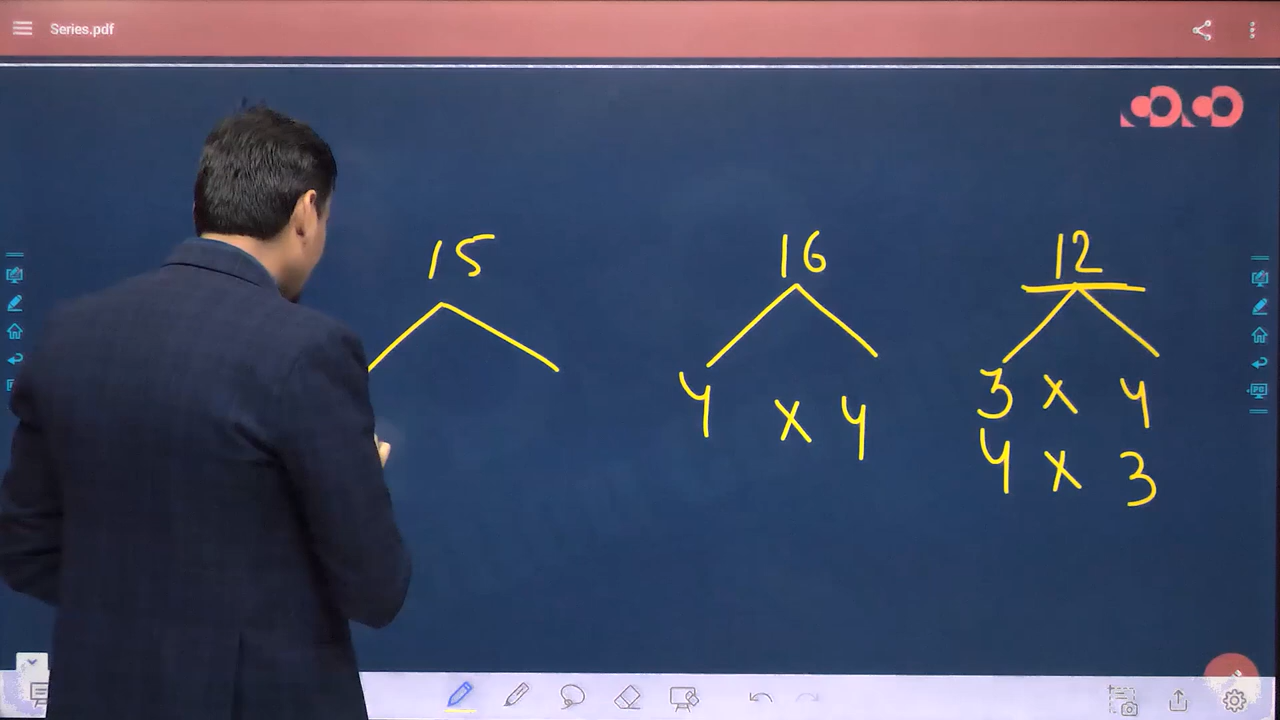 Series.pdf
15
16
12
4 x 4
3 x 4
4 x 3